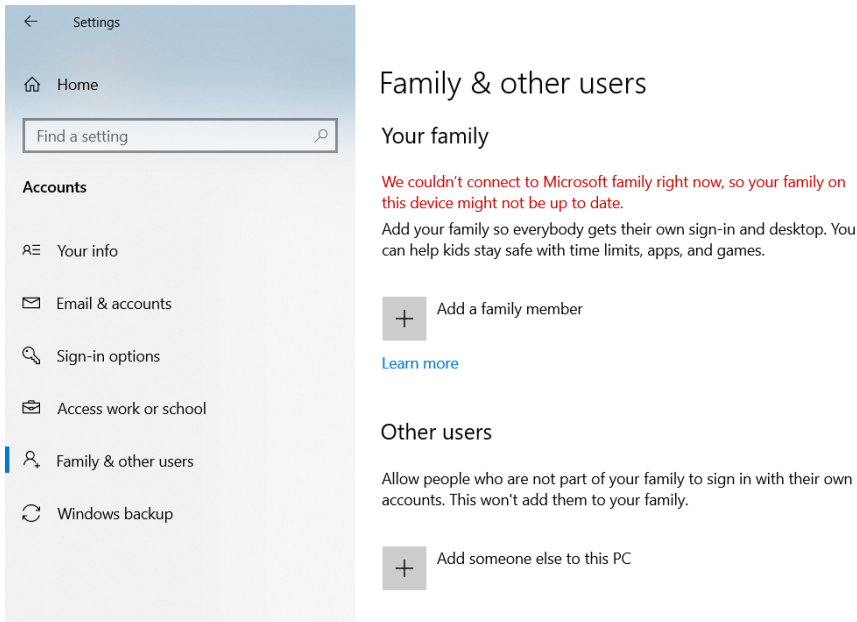 Settings
Home
Find a setting
Accounts
Your info
Email & accounts
Sign-in options
Access work or school
Family & other users
Windows backup
Family & other users
Your family
We couldn’t connect to Microsoft family right now, so your family on
this device might not be up to date.
Add your family so everybody gets their own sign-in and desktop. You
can help kids stay safe with time limits, apps, and games.
Add a family member
Learn more
Other users
Allow people who are not part of your family to sign in with their own
accounts. This won't add them to your family.
Add someone else to this PC